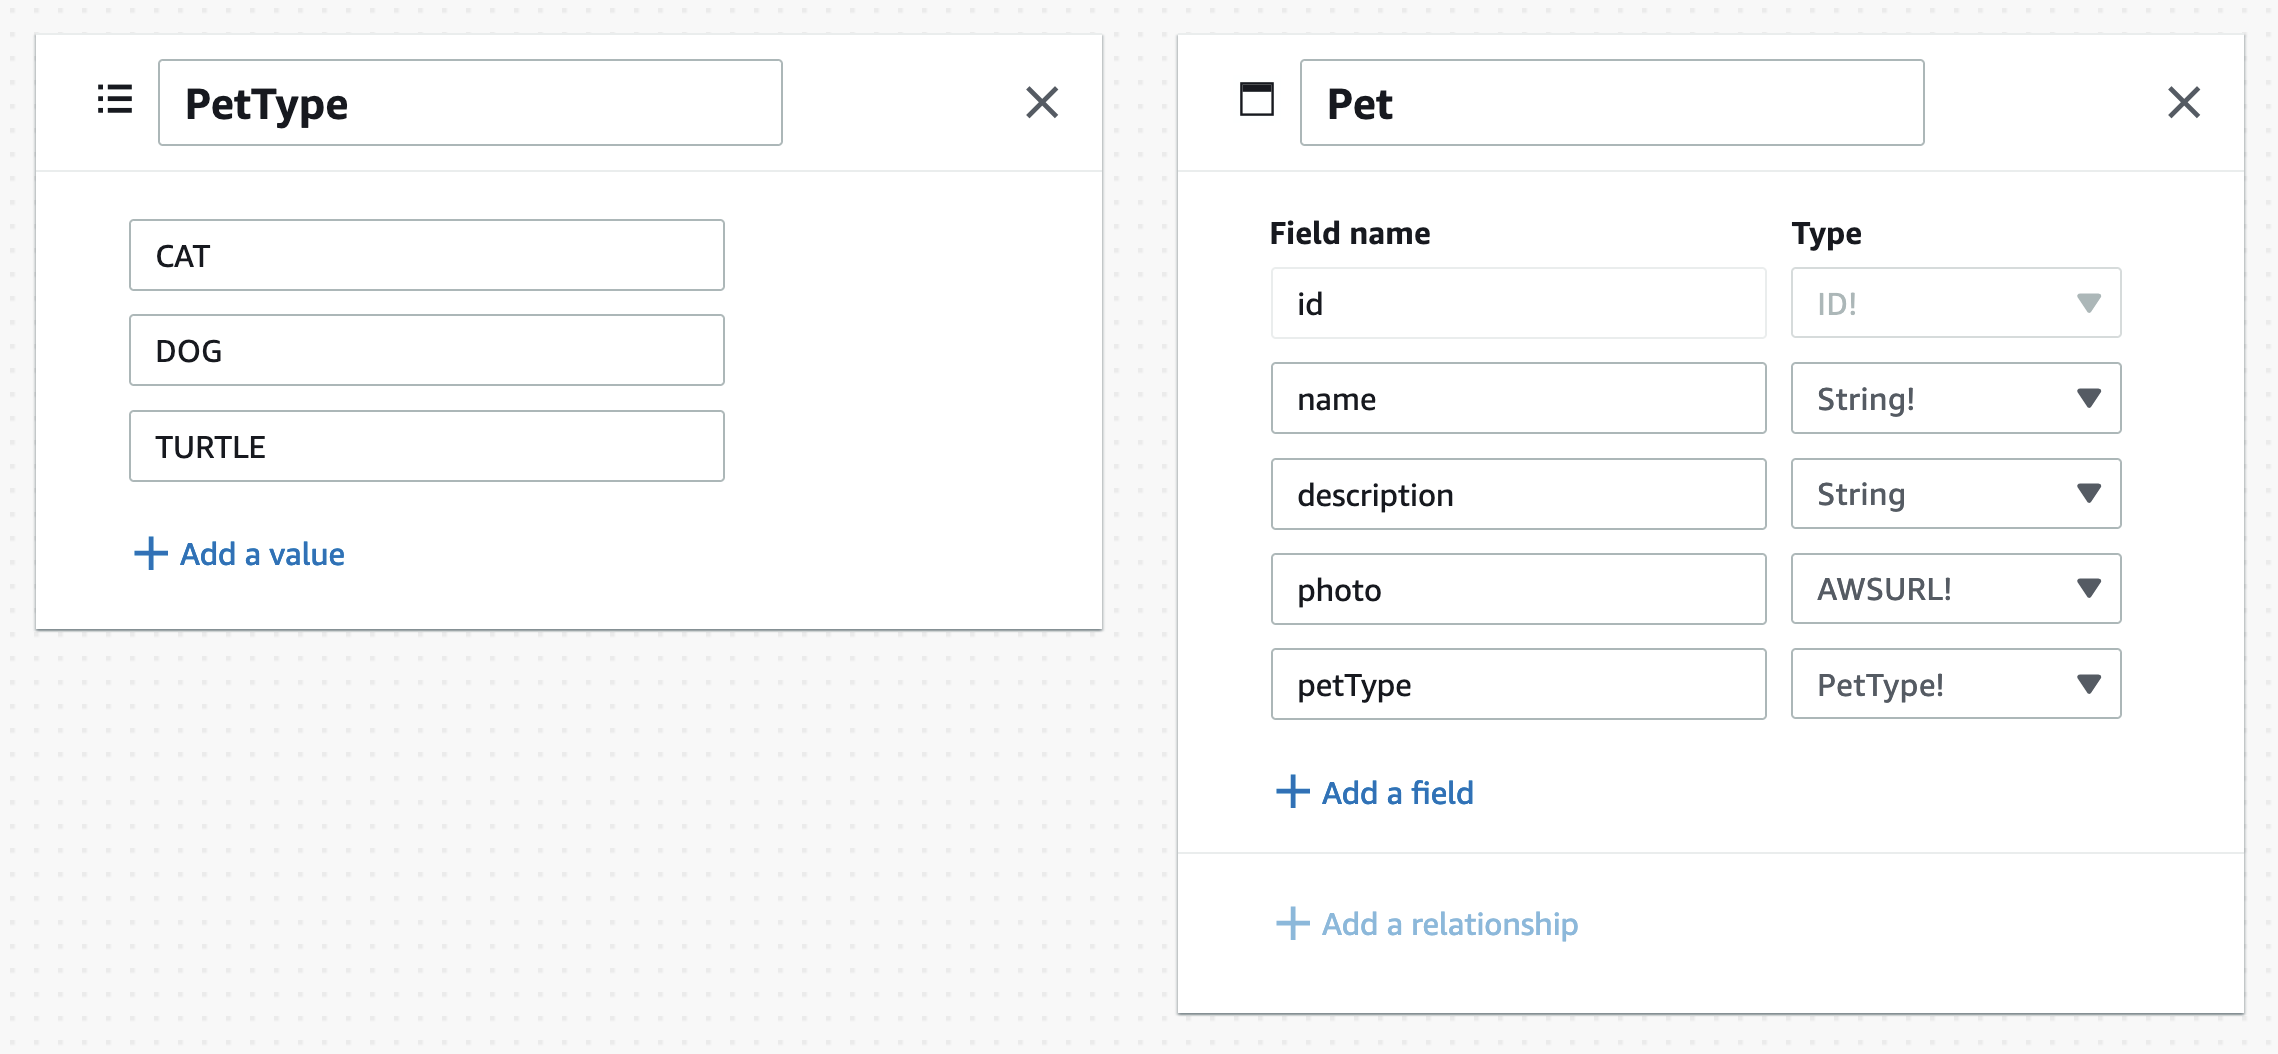 PetType
CAT
DOG
TURTLE
Add a value
Pet
Field name Type
id ID!
name String!
description String
photo AWSURL!
petType PetType!
Add a field
Add a relationship